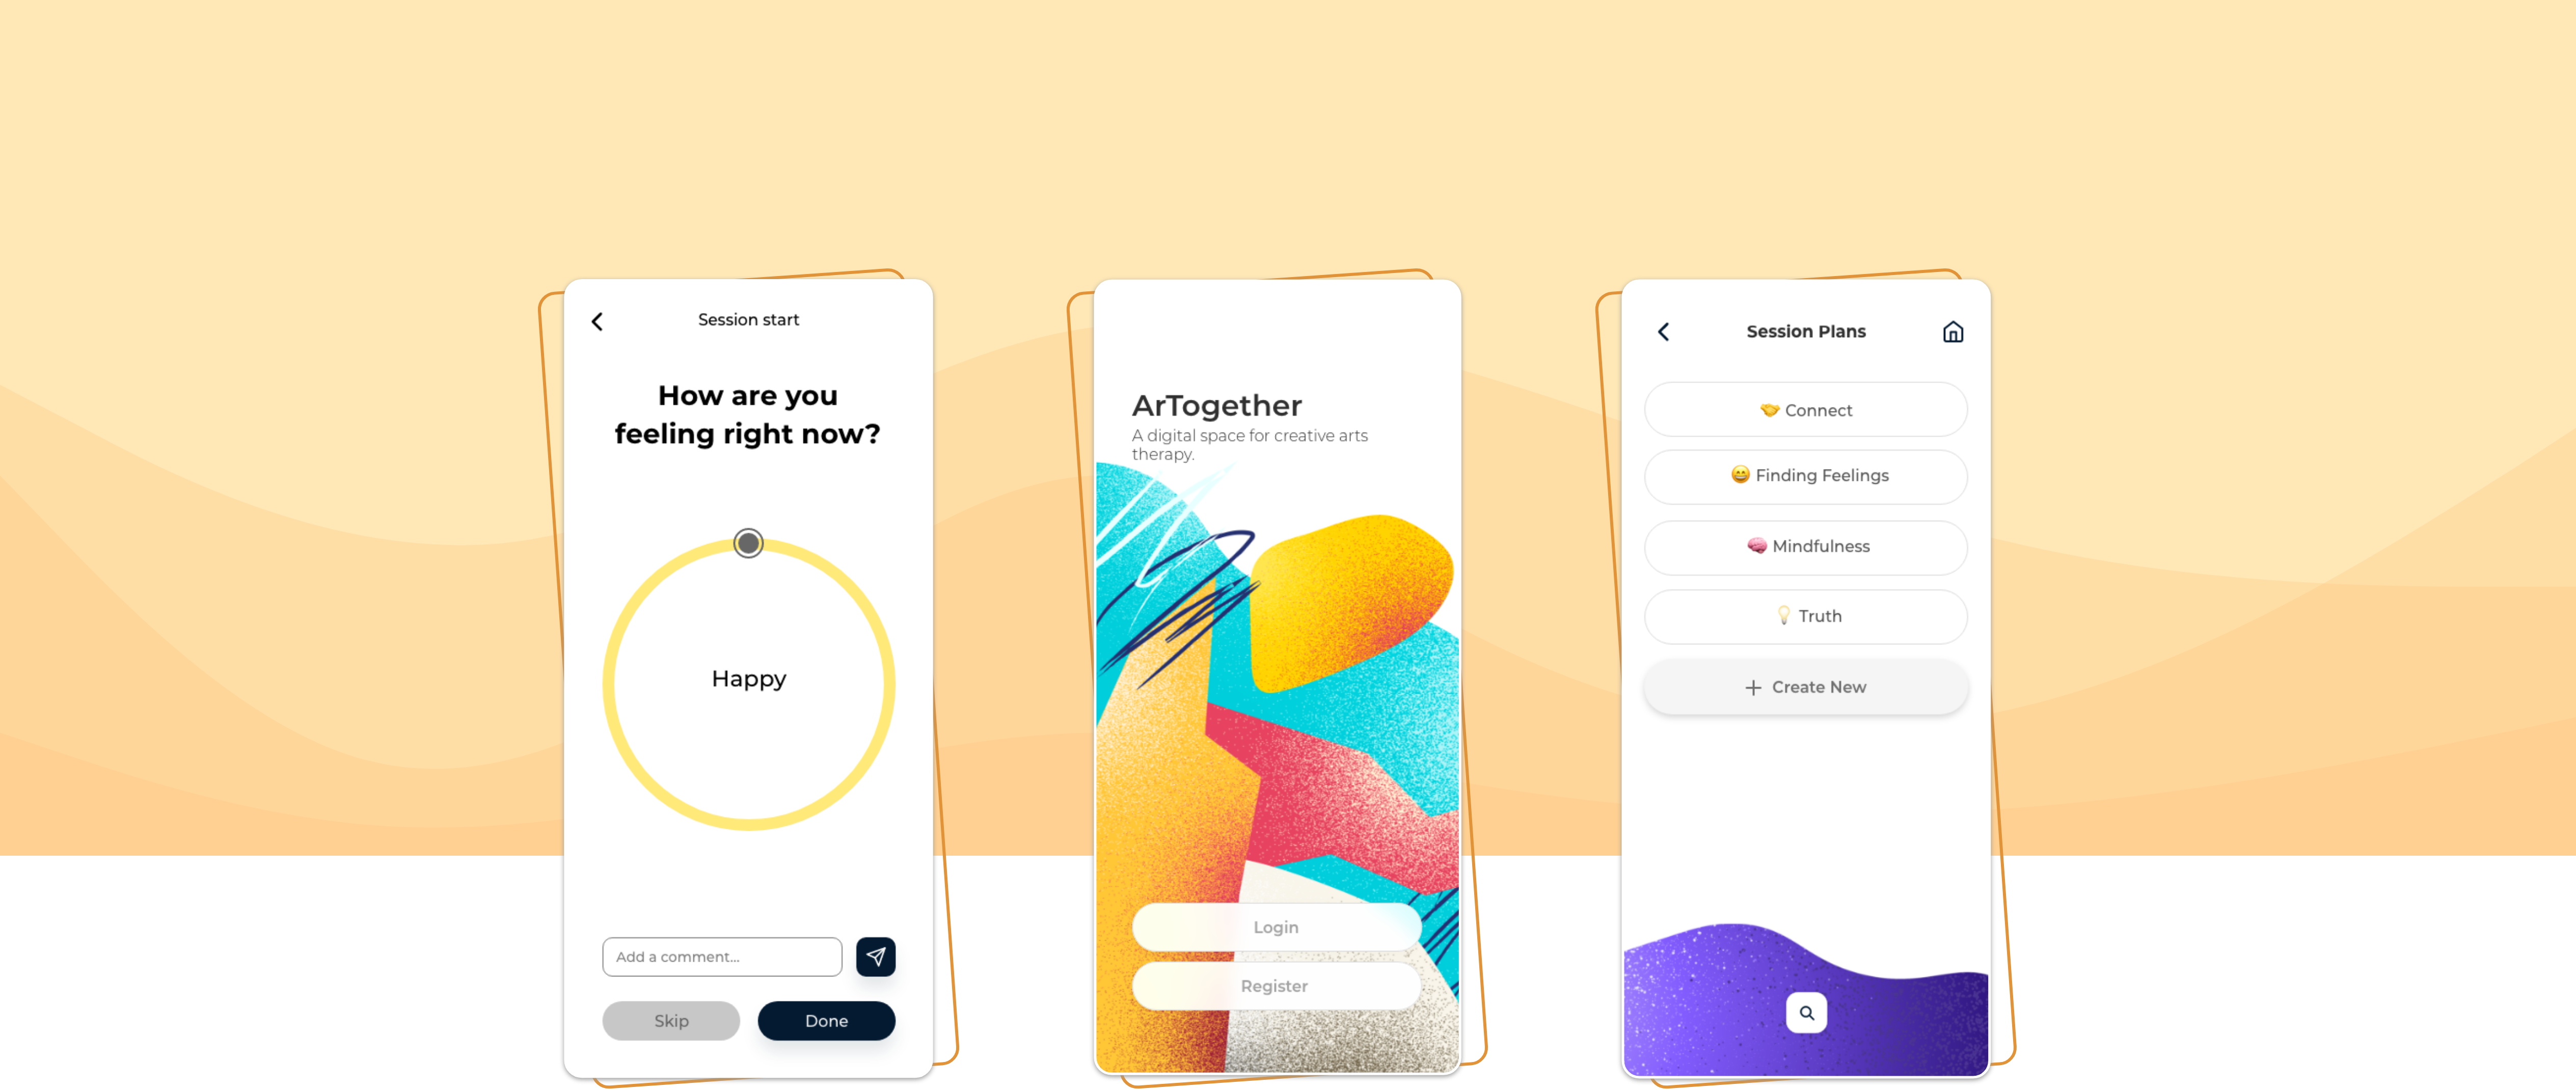 Session start
How are you
feeling right now?
Happy
Add a comment...
Skip
Done
ArTogether
A digital space for creative arts
therapy.
Login
Register
Session Plans
🤝 Connect
😄 Finding Feelings
🧠 Mindfulness
💡 Truth
+ Create New